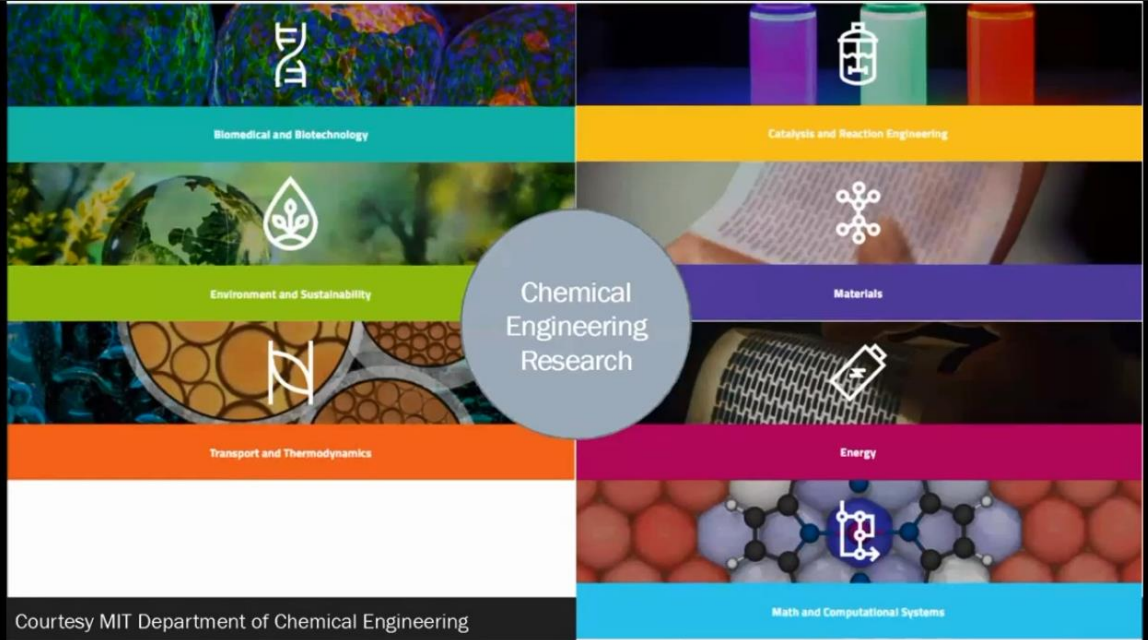 Biomedical and Biotechnology
Catalysis and Reaction Engineering
Environment and Sustainability
Materials
Chemical
Engineering
Research
Transport and Thermodynamics
Energy
Math and Computational Systems
Courtesy MIT Department of Chemical Engineering